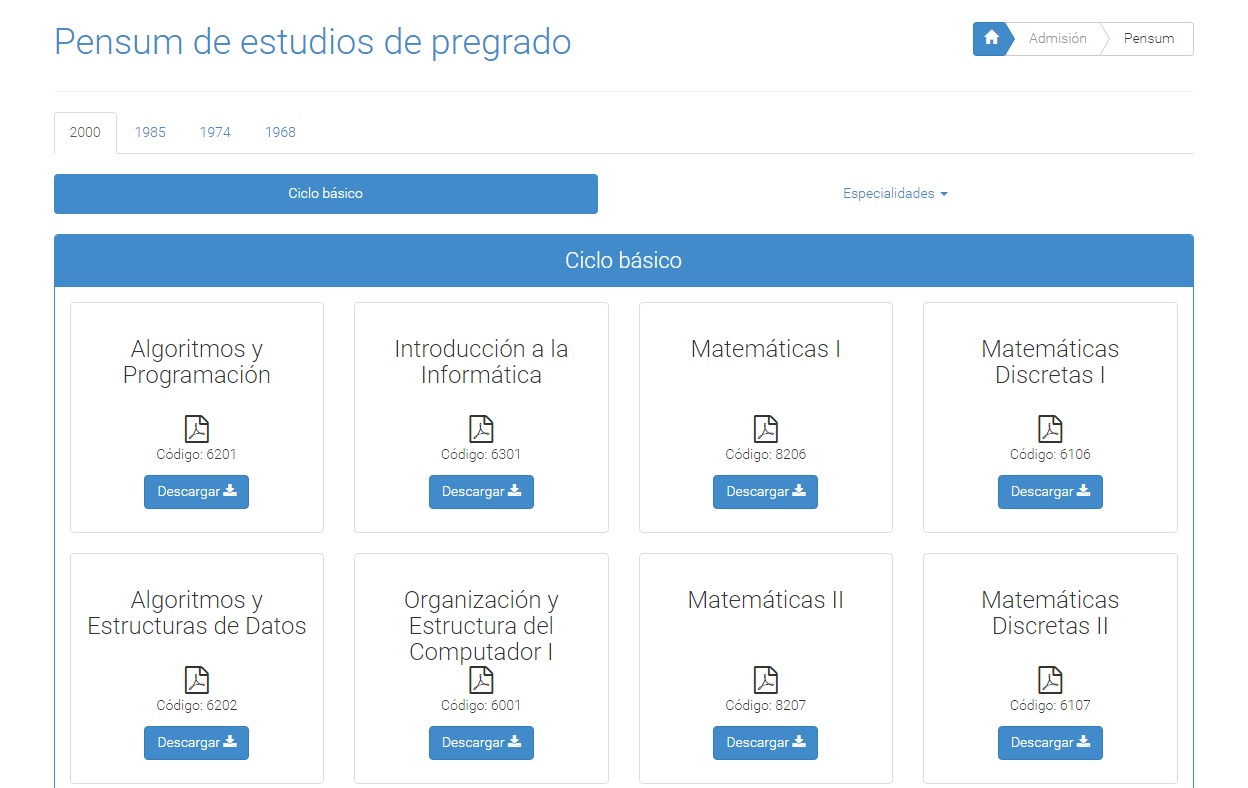 Pensum de estudios de pregrado
Admisión
Pensum
2000
1985
1974
1968
Ciclo básico
Especialidades
Ciclo básico
Algoritmos y
Programación
Código: 6201
Descargar
Introducción a la
Informática
Código: 6301
Descargar
Matemáticas I
Código: 8206
Descargar
Matemáticas
Discretas I
Código: 6106
Descargar
Algoritmos y
Estructuras de Datos
Código: 6202
Descargar
Organización y
Estructura del
Computador I
Código: 6001
Descargar
Matemáticas II
Código: 8207
Descargar
Matemáticas
Discretas II
Código: 6107
Descargar